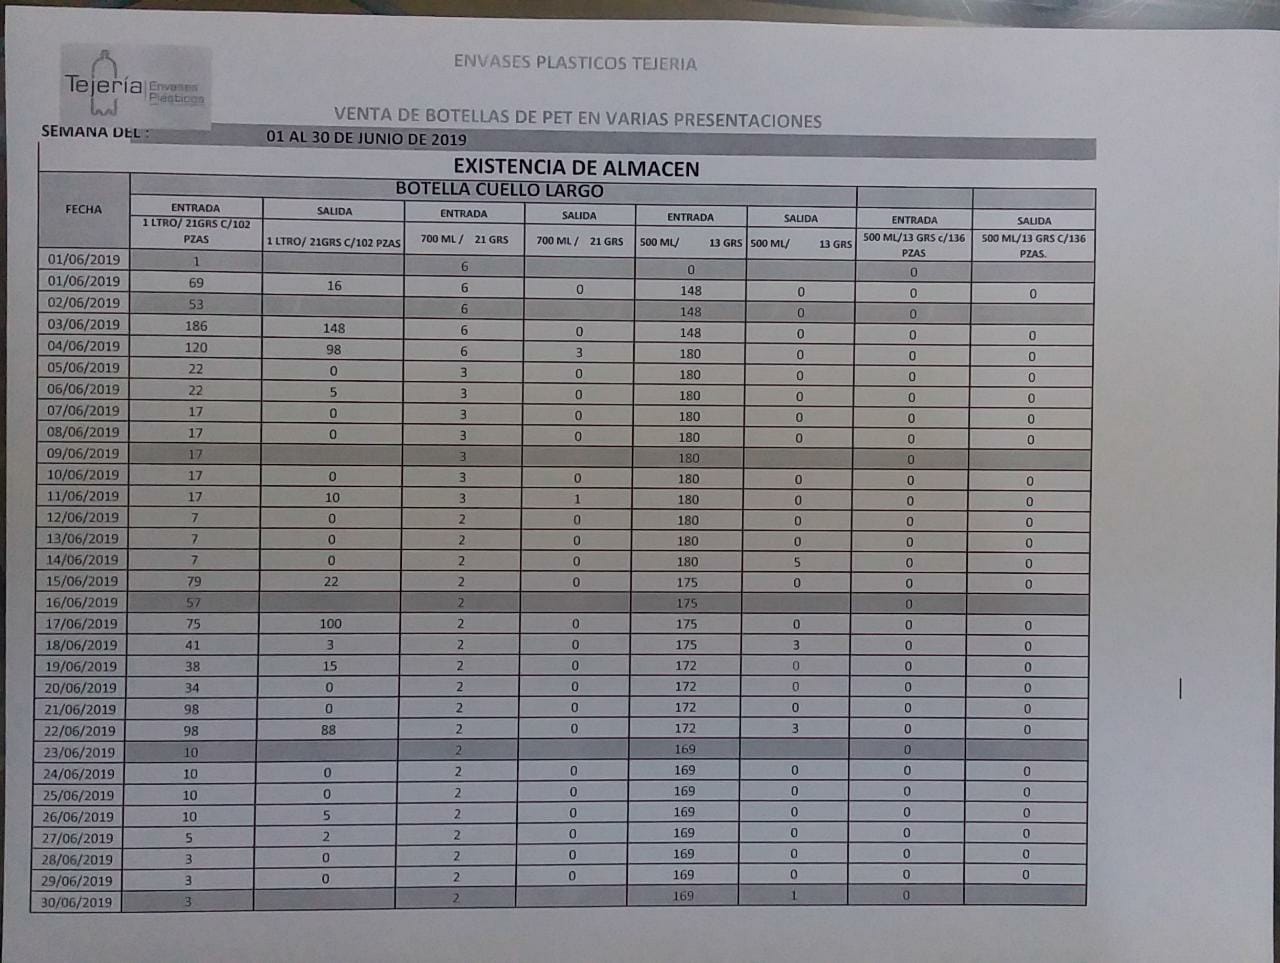 Tejería Envases
Plásticos
ENVASES PLASTICOS TEJERIA
VENTA DE BOTELLAS DE PET EN VARIAS PRESENTACIONES
SEMANA DEL : 01 AL 30 DE JUNIO DE 2019
EXISTENCIA DE ALMACEN
BOTELLA CUELLO LARGO
FECHA ENTRADA SALIDA ENTRADA SALIDA ENTRADA SALIDA ENTRADA SALIDA
1 LTRO/ 21GRS C/102 PZAS 1 LTRO/ 21GRS C/102 PZAS 700 ML / 21 GRS 700 ML / 21 GRS 500 ML/ 13 GRS 500 ML/ 13 GRS 500 ML/13 GRS c/136 PZAS 500 ML/13 GRS C/136 PZAS.
01/06/2019 1 6 0 0
01/06/2019 69 16 6 0 148 0 0 0
02/06/2019 53 6 148 0 0
03/06/2019 186 148 6 0 148 0 0 0
04/06/2019 120 98 6 3 180 0 0 0
05/06/2019 22 0 3 0 180 0 0 0
06/06/2019 22 5 3 0 180 0 0 0
07/06/2019 17 0 3 0 180 0 0 0
08/06/2019 17 0 3 0 180 0 0 0
09/06/2019 17 3 180 0
10/06/2019 17 0 3 0 180 0 0 0
11/06/2019 17 10 3 1 180 0 0 0
12/06/2019 7 0 2 0 180 0 0 0
13/06/2019 7 0 2 0 180 0 0 0
14/06/2019 7 0 2 0 180 5 0 0
15/06/2019 79 22 2 0 175 0 0 0
16/06/2019 57 2 175 0
17/06/2019 75 100 2 0 175 0 0 0
18/06/2019 41 3 2 0 175 3 0 0
19/06/2019 38 15 2 0 172 0 0 0
20/06/2019 34 0 2 0 172 0 0 0
21/06/2019 98 0 2 0 172 0 0 0
22/06/2019 98 88 2 0 172 3 0 0
23/06/2019 10 2 169 0
24/06/2019 10 0 2 0 169 0 0 0
25/06/2019 10 0 2 0 169 0 0 0
26/06/2019 10 5 2 0 169 0 0 0
27/06/2019 5 2 2 0 169 0 0 0
28/06/2019 3 0 2 0 169 0 0 0
29/06/2019 3 0 2 0 169 0 0 0
30/06/2019 3 2 169 1 0